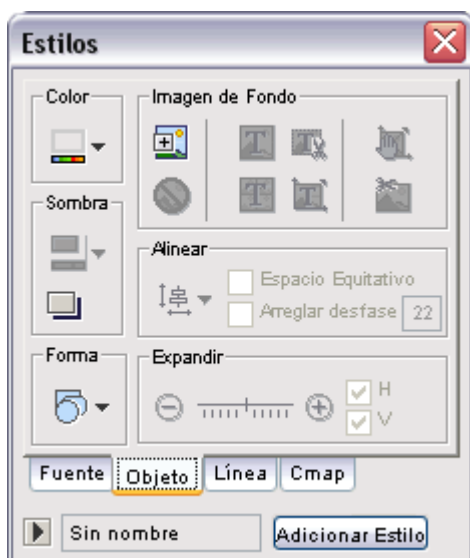 Estilos
Color
Imagen de Fondo
Sombra
Alinear
Espacio Equitativo
Arreglar desfase 22
Forma
Expandir
H
V
Fuente Objeto Línea Cmap
Sin nombre Adicionar Estilo